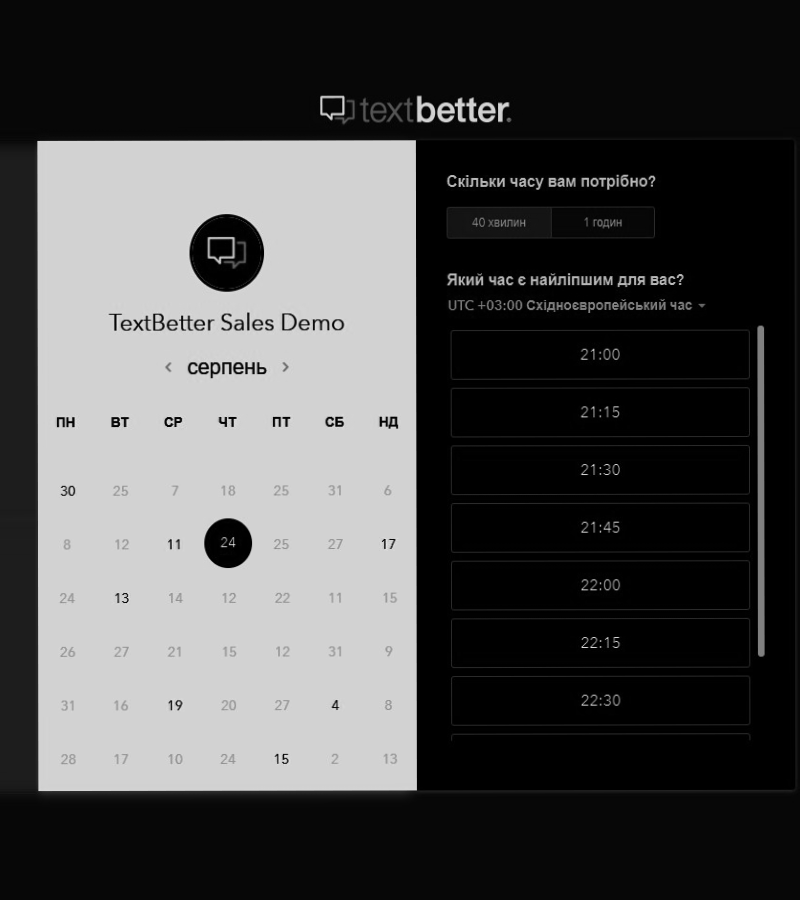 textbetter.
TextBetter Sales Demo
< серпень >
ПН ВТ СР ЧТ ПТ СБ НД
30 25 7 18 25 31 6
8 12 11 24 25 27 17
24 13 14 12 22 11 15
26 27 21 15 12 31 9
31 16 19 20 27 4 8
28 17 10 24 15 2 13
Скільки часу вам потрібно?
40 хвилин 1 годин
Який час є найліпшим для вас?
UTC +03:00 Східноєвропейський час
21:00
21:15
21:30
21:45
22:00
22:15
22:30